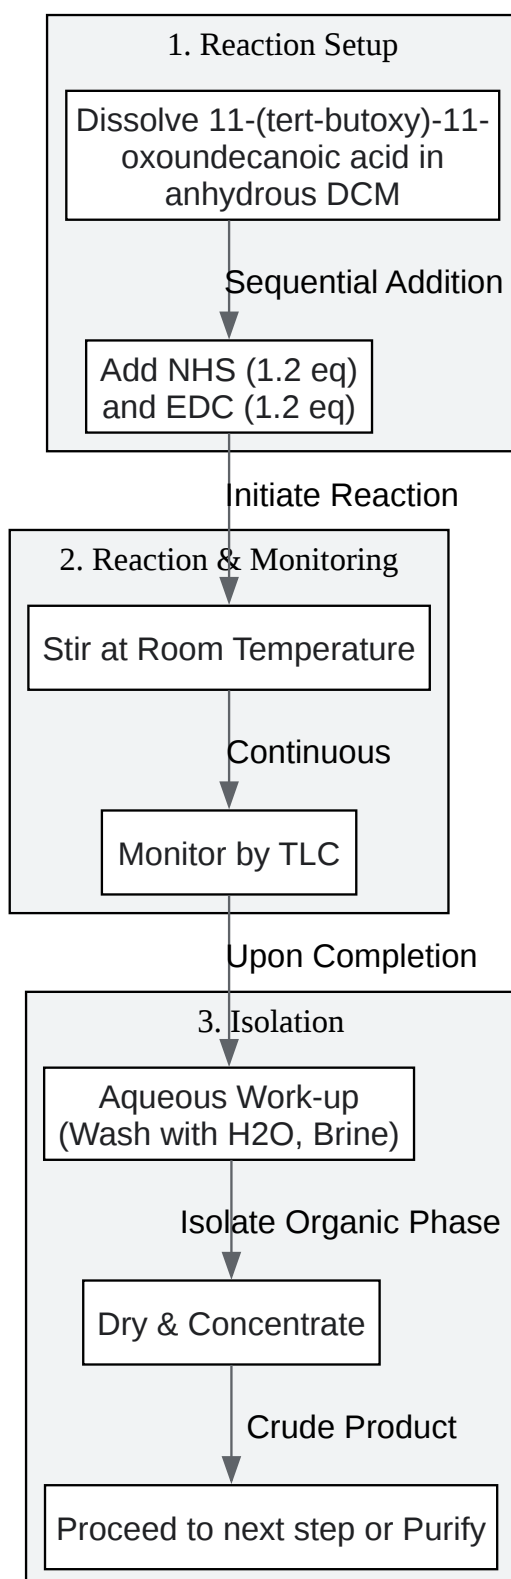 1. Reaction Setup
Dissolve 11-(tert-butoxy)-11-
oxoundecanoic acid in
anhydrous DCM
Sequential Addition
Add NHS (1.2 eq)
and EDC (1.2 eq)
Initiate Reaction
2. Reaction & Monitoring
Stir at Room Temperature
Continuous
Monitor by TLC
Upon Completion
3. Isolation
Aqueous Work-up
(Wash with H2O, Brine)
Isolate Organic Phase
Dry & Concentrate
Crude Product
Proceed to next step or Purify